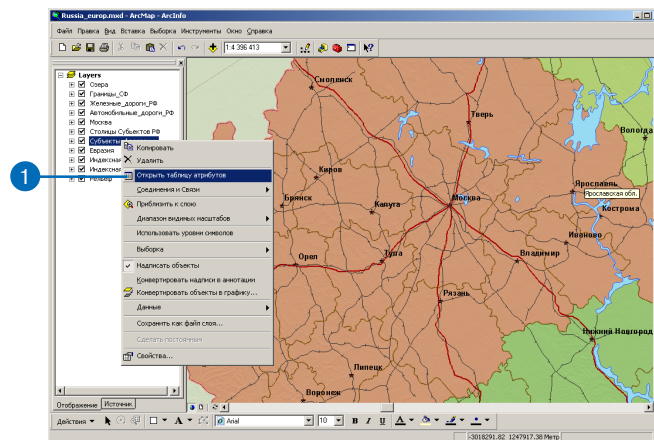 Russia_europ.mxd - ArcMap - ArcInfo
Файл Правка Вид Вставка Выборка Инструменты Окно Справка
1:4 396 413
Layers
Озера
Границы_СФ
Железные_дороги_РФ
Автомобильные_дороги_РФ
Москва
Столицы Субъектов РФ
Субъекты
Евразия
Индексная
Индексная
Рельеф
1
Копировать
Удалить
Открыть таблицу атрибутов
Соединения и Связи
Приблизить к слою
Диапазон видимых масштабов
Использовать уровни символов
Выборка
Надписать объекты
Конвертировать надписи в аннотации
Конвертировать объекты в графику...
Данные
Сохранить как файл слоя...
Сделать постоянным
Свойства...
Смоленск
Тверь
Вологда
Киров
Ярославль
Ярославская обл.
Брянск
Калуга
Москва
Кострома
Иваново
Орел
Тула
Владимир
Рязань
Нижний Новгород
Липецк
Воронеж
Отображение Источник
Действия
Arial
10
-3018291.82 1247917.38 Метр